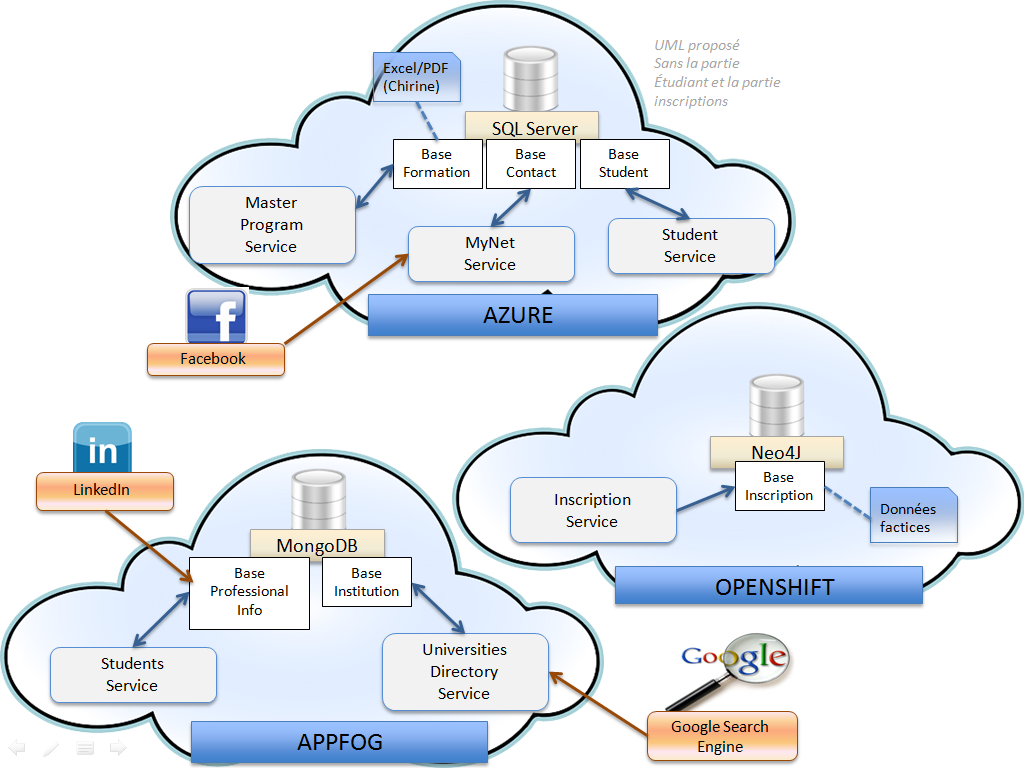 UML proposé
Sans la partie
Étudiant et la partie
inscriptions
Excel/PDF
(Chirine)
SQL Server
Base
Formation
Base
Contact
Base
Student
Master
Program
Service
MyNet
Service
Student
Service
AZURE
f
Facebook
Neo4J
Base
Inscription
Inscription
Service
Données
factices
OPENSHIFT
in
LinkedIn
MongoDB
Base
Professional
Info
Base
Institution
Students
Service
Universities
Directory
Service
APPFOG
Google
Google Search
Engine